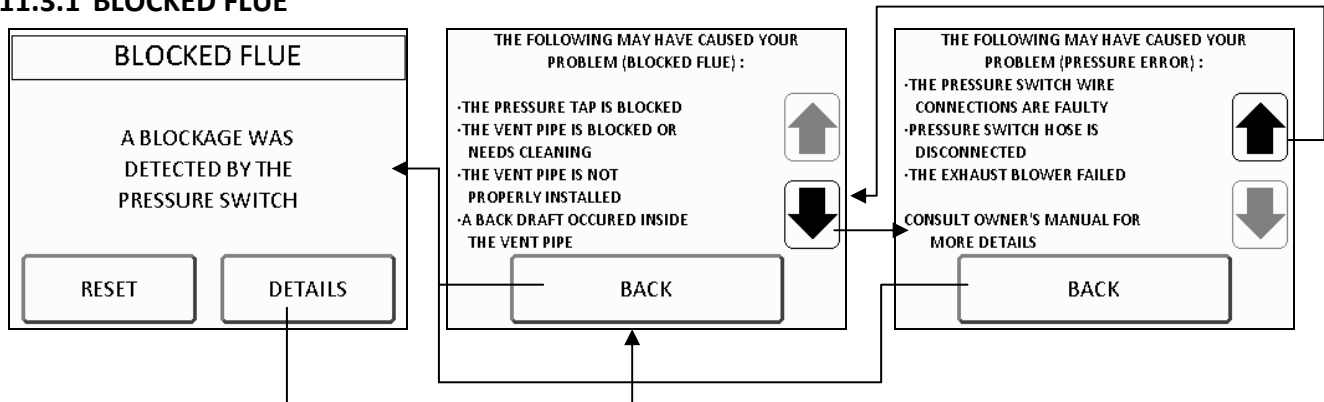 11.3.1 BLOCKED FLUE
BLOCKED FLUE
A BLOCKAGE WAS
DETECTED BY THE
PRESSURE SWITCH
RESET
DETAILS
THE FOLLOWING MAY HAVE CAUSED YOUR
PROBLEM (BLOCKED FLUE) :
·THE PRESSURE TAP IS BLOCKED
·THE VENT PIPE IS BLOCKED OR
NEEDS CLEANING
·THE VENT PIPE IS NOT
PROPERLY INSTALLED
·A BACK DRAFT OCCURED INSIDE
THE VENT PIPE
BACK
THE FOLLOWING MAY HAVE CAUSED YOUR
PROBLEM (PRESSURE ERROR) :
·THE PRESSURE SWITCH WIRE
CONNECTIONS ARE FAULTY
·PRESSURE SWITCH HOSE IS
DISCONNECTED
·THE EXHAUST BLOWER FAILED
CONSULT OWNER'S MANUAL FOR
MORE DETAILS
BACK